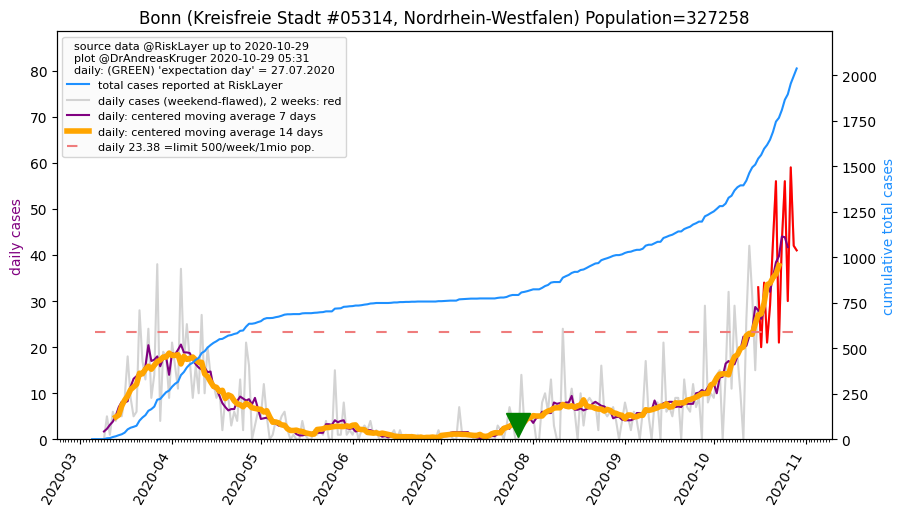 Bonn (Kreisfreie Stadt #05314, Nordrhein-Westfalen) Population=327258
source data @RiskLayer up to 2020-10-29
plot @DrAndreasKruger 2020-10-29 05:31
daily: (GREEN) 'expectation day' = 27.07.2020
total cases reported at RiskLayer
daily cases (weekend-flawed), 2 weeks: red
daily: centered moving average 7 days
daily: centered moving average 14 days
daily 23.38 =limit 500/week/1mio pop.
daily cases
80
70
60
50
40
30
20
10
0
cumulative total cases
2000
1750
1500
1250
1000
750
500
250
0
2020-03
2020-04
2020-05
2020-06
2020-07
2020-08
2020-09
2020-10
2020-11